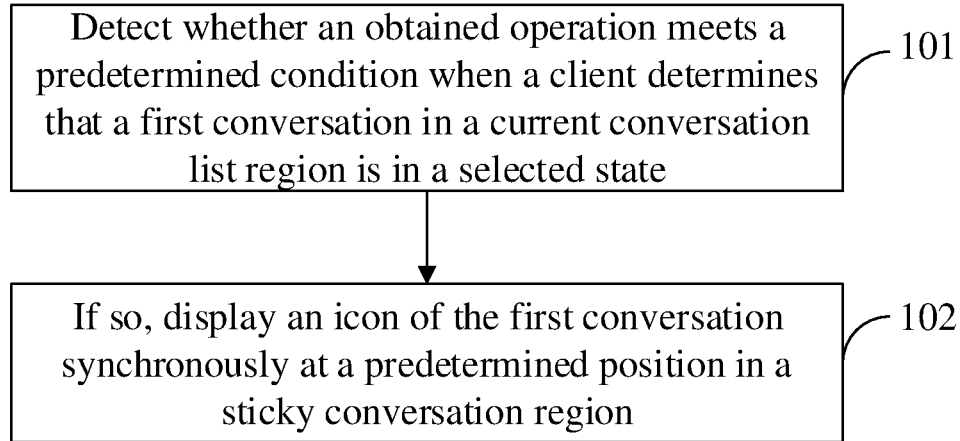 Detect whether an obtained operation meets a
predetermined condition when a client determines
that a first conversation in a current conversation
list region is in a selected state
101
If so, display an icon of the first conversation
synchronously at a predetermined position in a
sticky conversation region
102